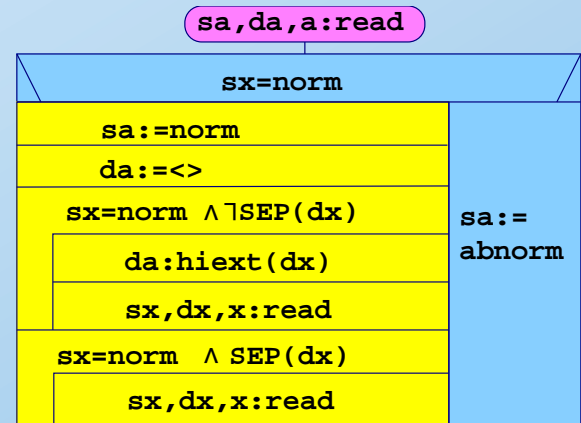 sa,da,a:read
sx=norm
sa:=norm
da:=<>
sx=norm ∧ ⅂SEP(dx)
da:hiext(dx)
sx,dx,x:read
sx=norm ∧ SEP(dx)
sx,dx,x:read
sa:=
abnorm